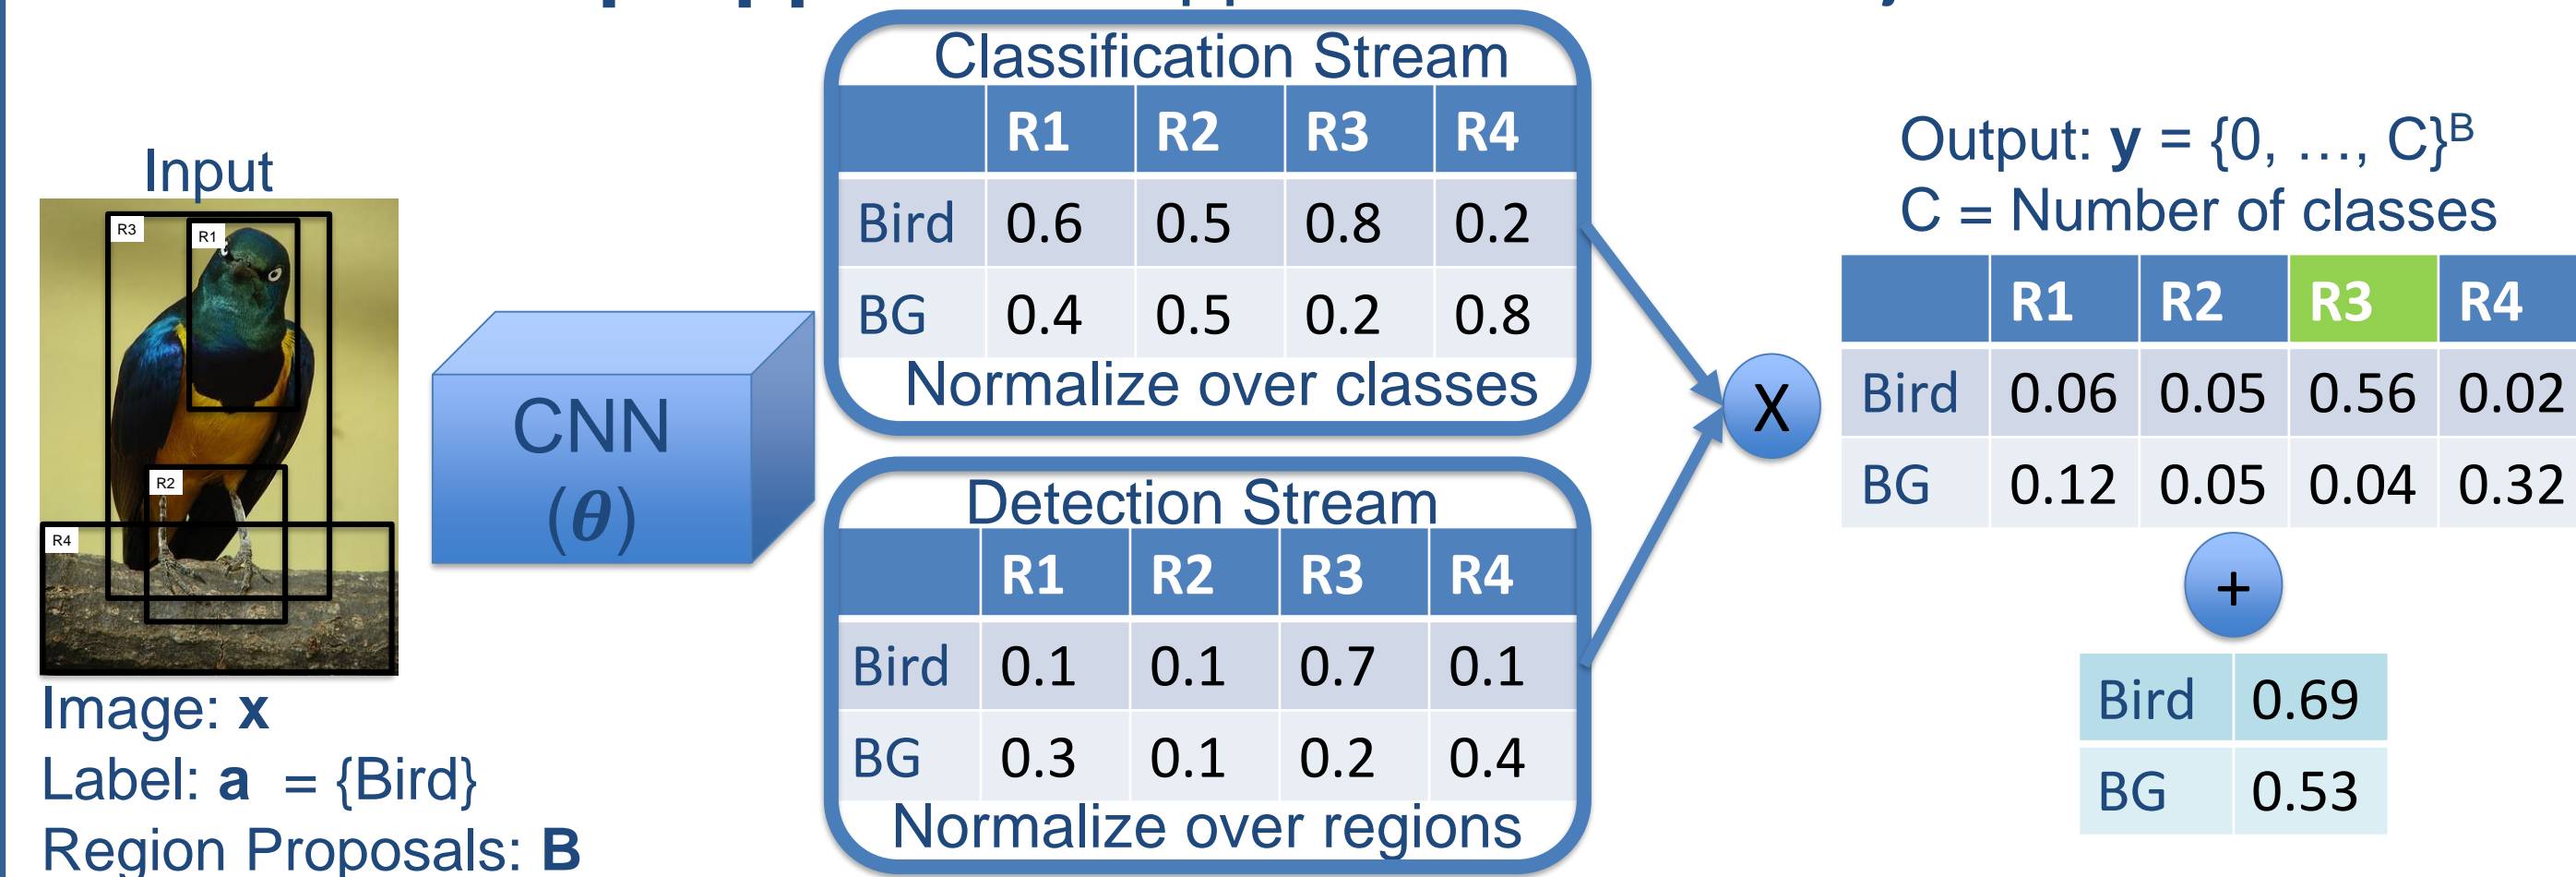 Input
R3
R1
R2
R4
Image: x
Label: a = {Bird}
Region Proposals: B
CNN
(θ)
Classification Stream
R1 R2 R3 R4
Bird 0.6 0.5 0.8 0.2
BG 0.4 0.5 0.2 0.8
Normalize over classes
Detection Stream
R1 R2 R3 R4
Bird 0.1 0.1 0.7 0.1
BG 0.3 0.1 0.2 0.4
Normalize over regions
X
Output: y = {0, …, C}ᴮ
C = Number of classes
R1 R2 R3 R4
Bird 0.06 0.05 0.56 0.02
BG 0.12 0.05 0.04 0.32
+
Bird 0.69
BG 0.53